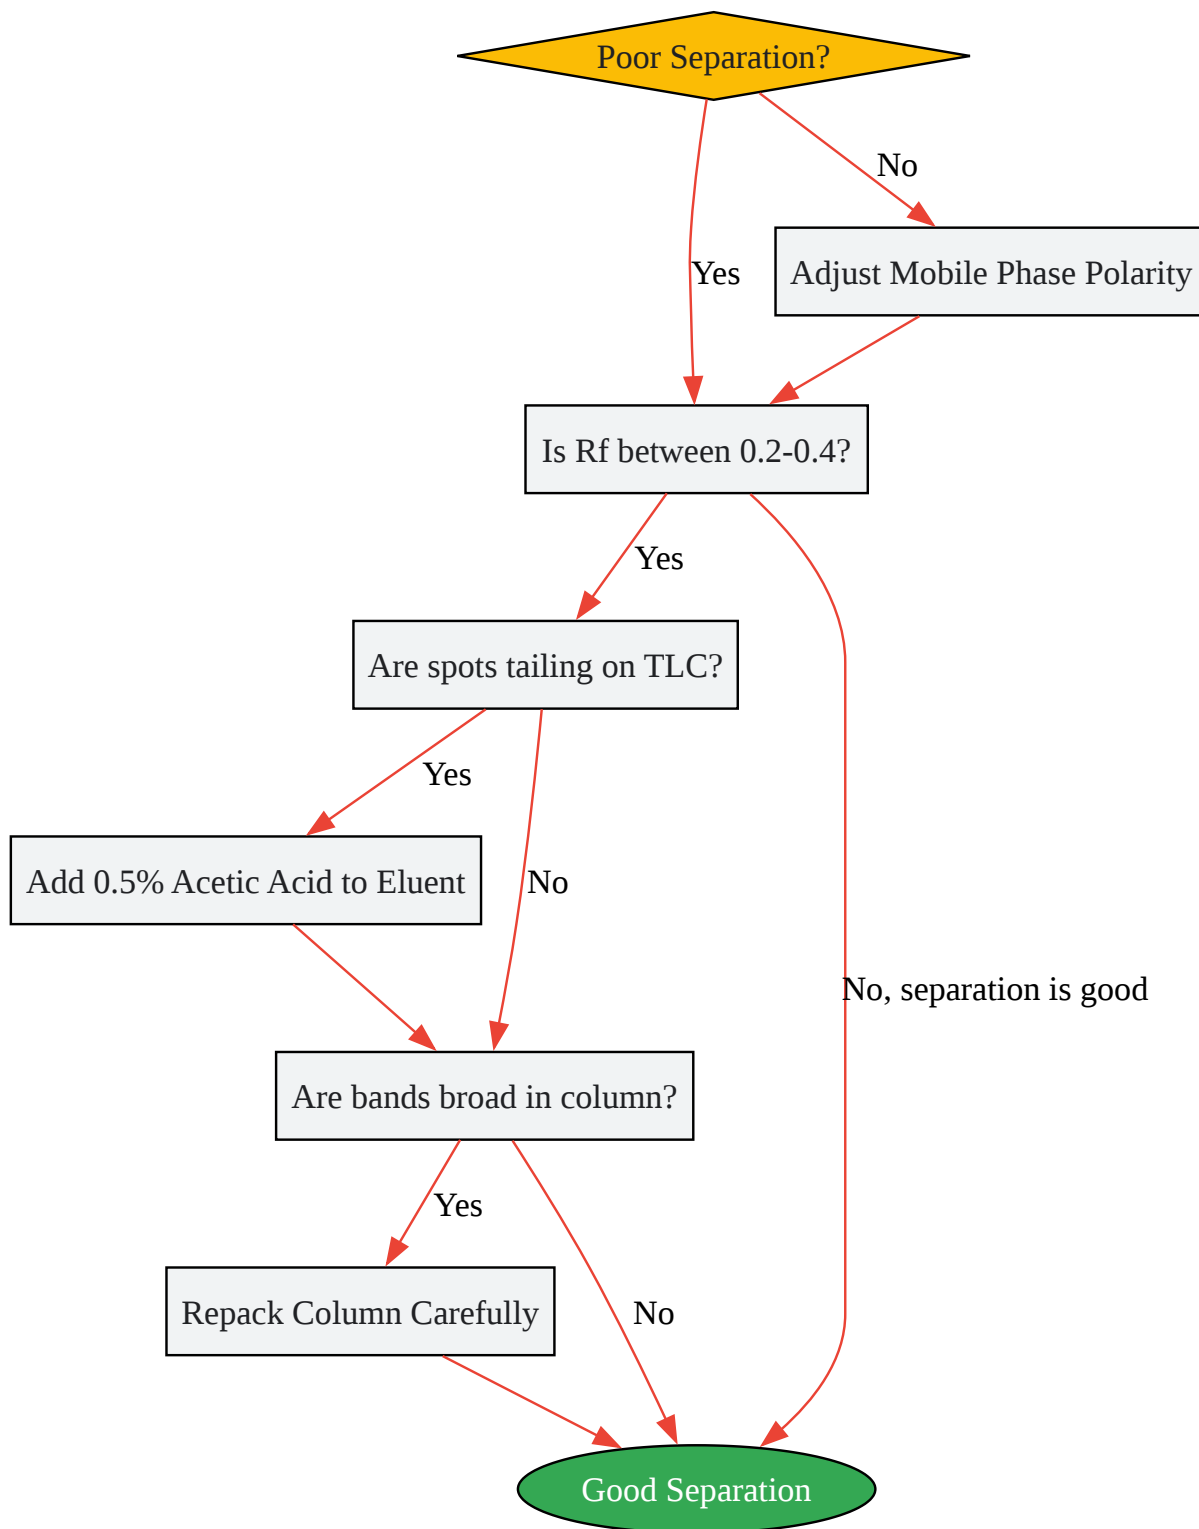 Poor Separation?
No
Yes
Adjust Mobile Phase Polarity
Is Rf between 0.2-0.4?
Yes
Are spots tailing on TLC?
Yes
Add 0.5% Acetic Acid to Eluent
No
No, separation is good
Are bands broad in column?
Yes
Repack Column Carefully
No
Good Separation